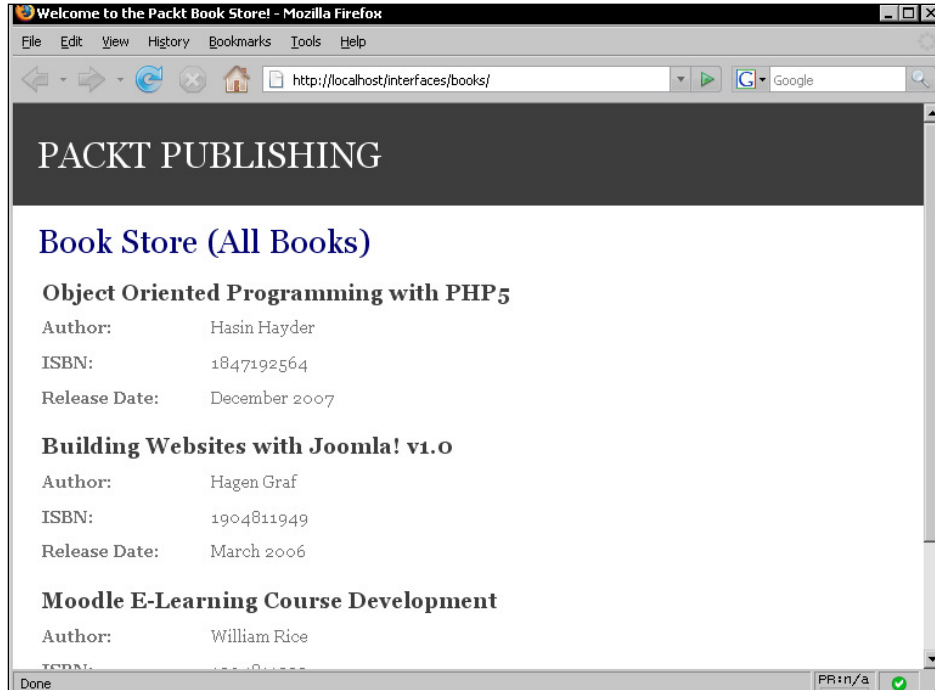 Welcome to the Packt Book Store! - Mozilla Firefox
File Edit View History Bookmarks Tools Help
http://localhost/interfaces/books/ G Google
PACKT PUBLISHING
Book Store (All Books)
Object Oriented Programming with PHP5
Author: Hasin Hayder
ISBN: 1847192564
Release Date: December 2007
Building Websites with Joomla! v1.0
Author: Hagen Graf
ISBN: 1904811949
Release Date: March 2006
Moodle E-Learning Course Development
Author: William Rice
ISBN:
Done PR:n/a